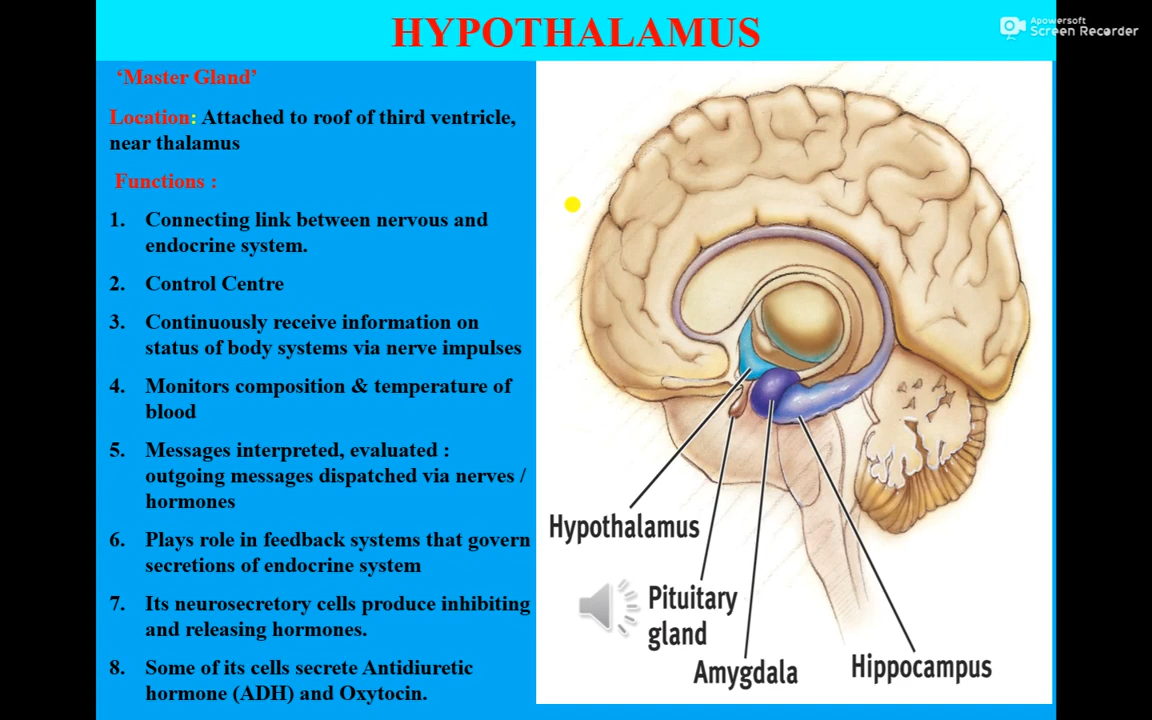 HYPOTHALAMUS
Apowersoft
Screen Recorder
‘Master Gland’
Location: Attached to roof of third ventricle,
near thalamus
Functions :
1. Connecting link between nervous and
endocrine system.
2. Control Centre
3. Continuously receive information on
status of body systems via nerve impulses
4. Monitors composition & temperature of
blood
5. Messages interpreted, evaluated :
outgoing messages dispatched via nerves /
hormones
6. Plays role in feedback systems that govern
secretions of endocrine system
7. Its neurosecretory cells produce inhibiting
and releasing hormones.
8. Some of its cells secrete Antidiuretic
hormone (ADH) and Oxytocin.
Hypothalamus
Pituitary
gland
Amygdala
Hippocampus